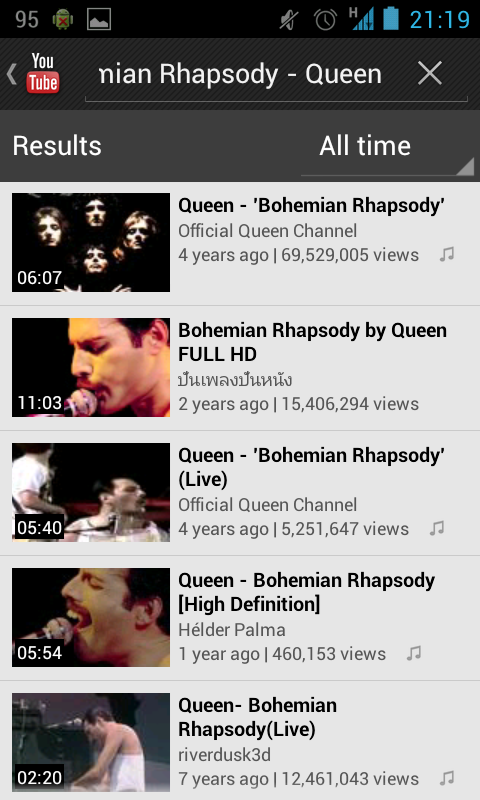 95 H 21:19
You
Tube
mian Rhapsody - Queen
Results All time
Queen - 'Bohemian Rhapsody'
Official Queen Channel
4 years ago | 69,529,005 views
06:07
Bohemian Rhapsody by Queen
FULL HD
ปั่นเพลงปั่นหนัง
2 years ago | 15,406,294 views
11:03
Queen - 'Bohemian Rhapsody'
(Live)
Official Queen Channel
4 years ago | 5,251,647 views
05:40
Queen - Bohemian Rhapsody
[High Definition]
Hélder Palma
1 year ago | 460,153 views
05:54
Queen- Bohemian
Rhapsody(Live)
riverdusk3d
7 years ago | 12,461,043 views
02:20